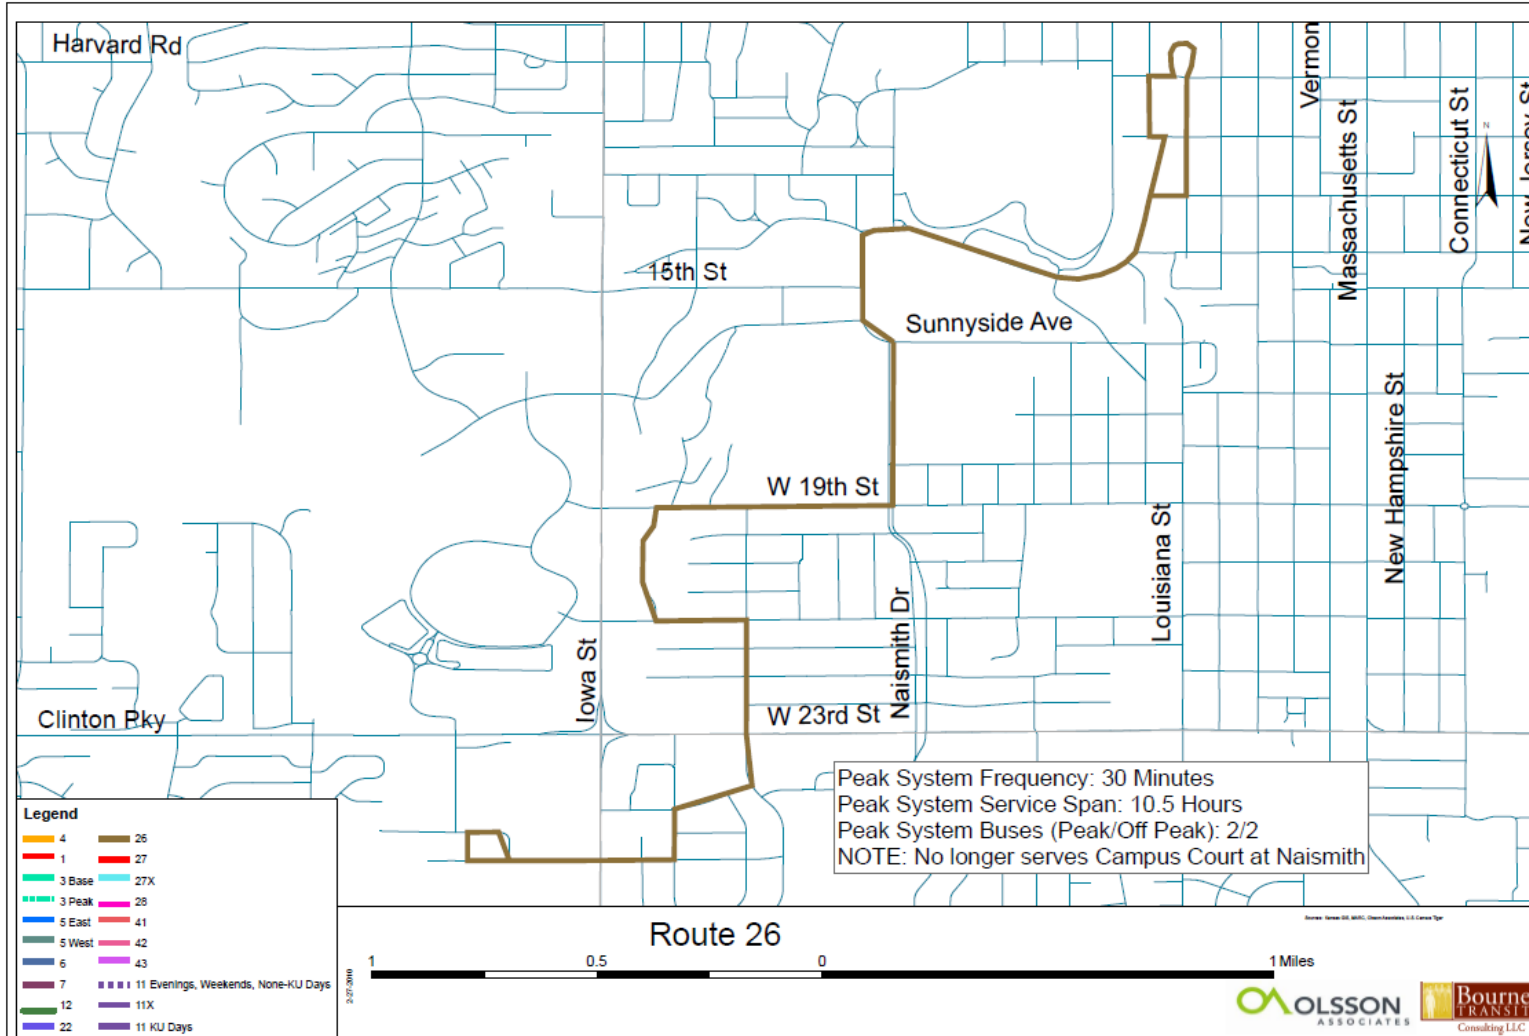 Harvard Rd
Vermon
Massachusetts St
Connecticut St
New Jersey St
N
15th St
Sunnyside Ave
W 19th St
New Hampshire St
Louisiana St
Naismith Dr
Iowa St
W 23rd St
Clinton Pky
Peak System Frequency: 30 Minutes
Peak System Service Span: 10.5 Hours
Peak System Buses (Peak/Off Peak): 2/2
NOTE: No longer serves Campus Court at Naismith
Legend
4 26
1 27
3 Base 27X
3 Peak 28
5 East 41
5 West 42
6 43
7 11 Evenings, Weekends, None-KU Days
12 11X
22 11 KU Days
Route 26
1 0.5 0 1 Miles
OA OLSSON
ASSOCIATES
Bourne
TRANSIT
Consulting LLC